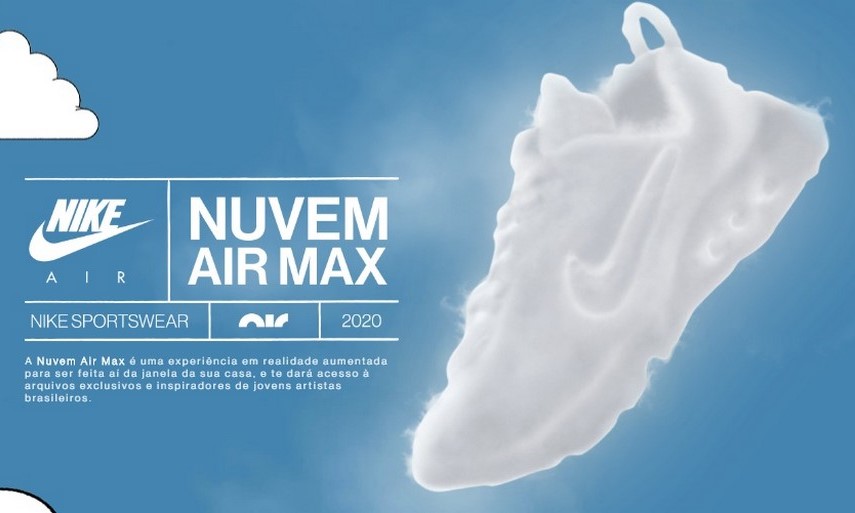 NIKE
AIR
NUVEM
AIR MAX
NIKE SPORTSWEAR
air
2020
A Nuvem Air Max é uma experiência em realidade aumentada
para ser feita aí da janela da sua casa, e te dará acesso à
arquivos exclusivos e inspiradores de jovens artistas
brasileiros.